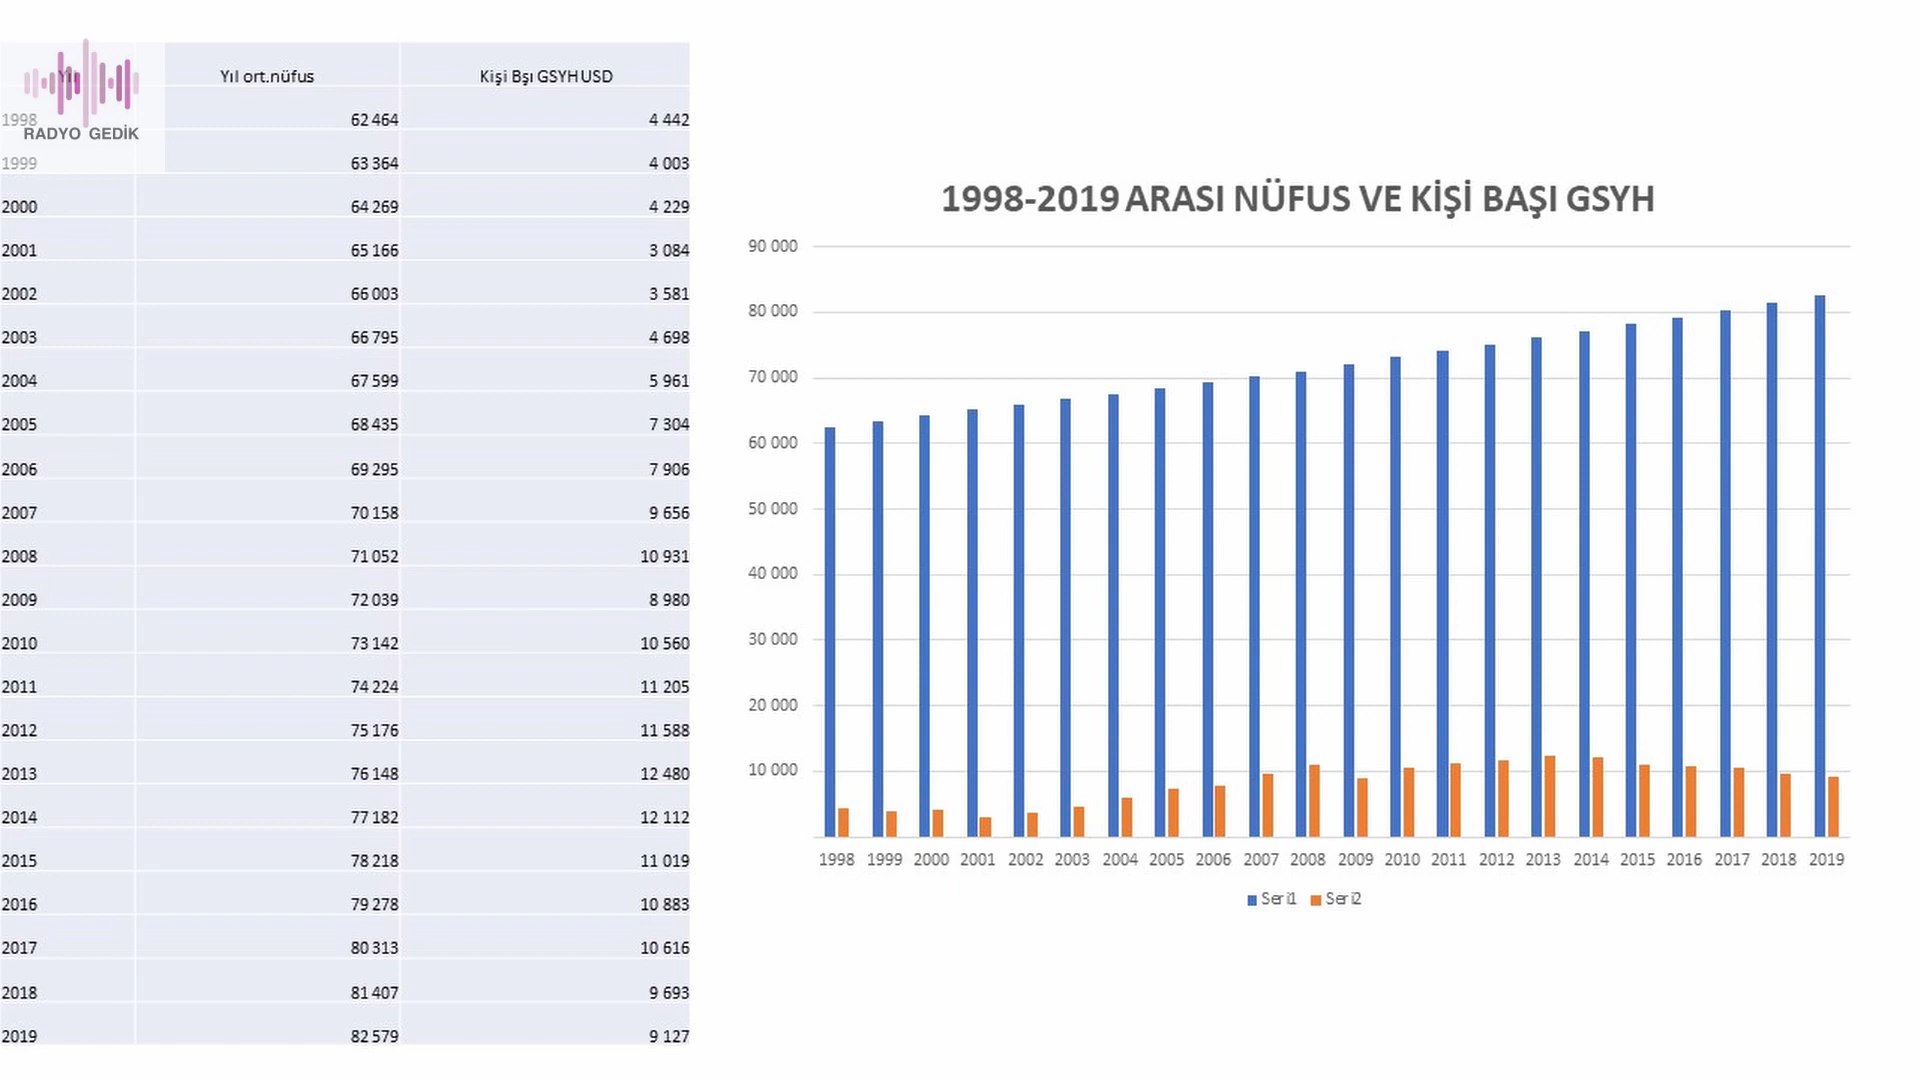 Yıl Yıl ort.nüfus Kişi Bşı GSYH USD
1998 62 464 4 442
RADYO GEDİK
1999 63 364 4 003
2000 64 269 4 229
2001 65 166 3 084
2002 66 003 3 581
2003 66 795 4 698
2004 67 599 5 961
2005 68 435 7 304
2006 69 295 7 906
2007 70 158 9 656
2008 71 052 10 931
2009 72 039 8 980
2010 73 142 10 560
2011 74 224 11 205
2012 75 176 11 588
2013 76 148 12 480
2014 77 182 12 112
2015 78 218 11 019
2016 79 278 10 883
2017 80 313 10 616
2018 81 407 9 693
2019 82 579 9 127
1998-2019 ARASI NÜFUS VE KİŞİ BAŞI GSYH
90 000
80 000
70 000
60 000
50 000
40 000
30 000
20 000
10 000
1998 1999 2000 2001 2002 2003 2004 2005 2006 2007 2008 2009 2010 2011 2012 2013 2014 2015 2016 2017 2018 2019
Seri1 Seri2